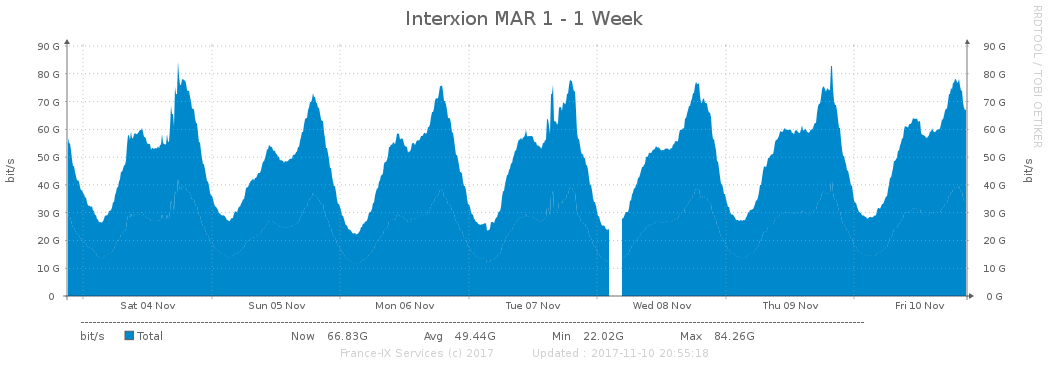 Interxion MAR 1 - 1 Week
RRDTOOL / TOBI OETIKER
90 G 90 G
80 G 80 G
70 G 70 G
60 G 60 G
50 G 50 G
40 G 40 G
30 G 30 G
20 G 20 G
10 G 10 G
0 0 G
bit/s bit/s
Sat 04 Nov Sun 05 Nov Mon 06 Nov Tue 07 Nov Wed 08 Nov Thu 09 Nov Fri 10 Nov
bit/s Total Now 66.83G Avg 49.44G Min 22.02G Max 84.26G
France-IX Services (c) 2017 Updated : 2017-11-10 20:55:18